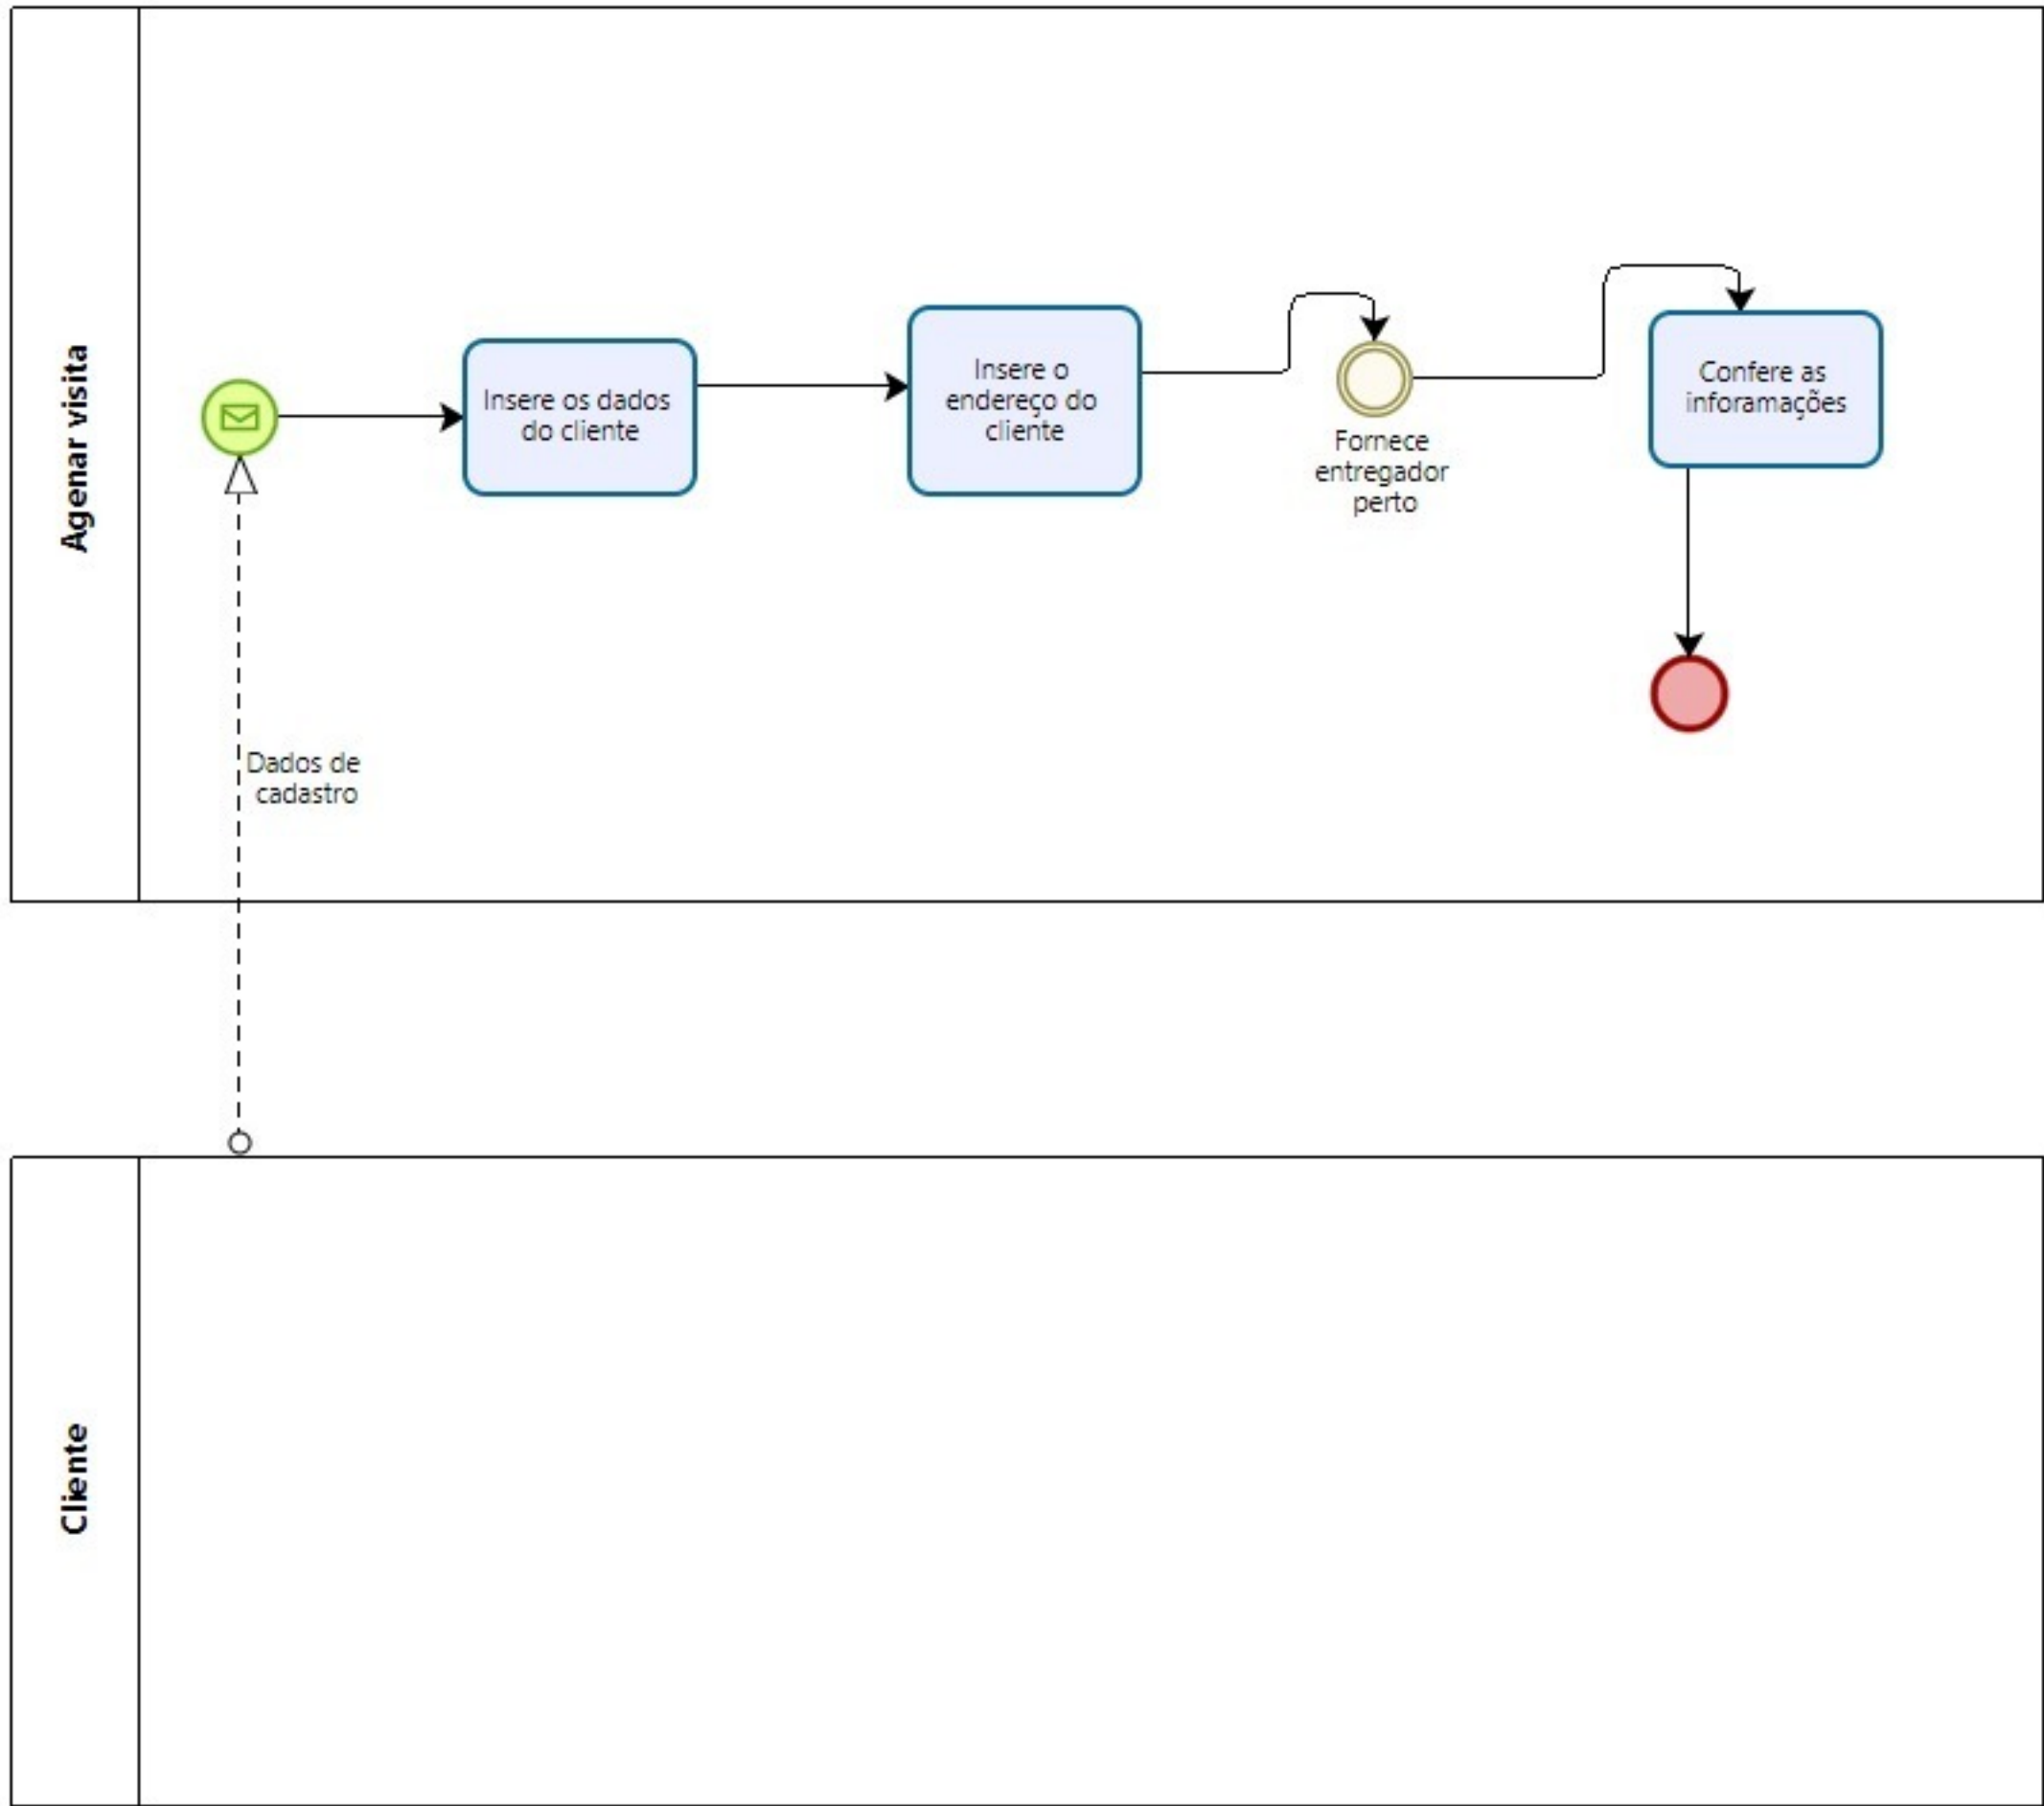 Agenar visita
Insere os dados
do cliente
Insere o
endereço do
cliente
Fornece
entregador
perto
Confere as
inforamações
Dados de
cadastro
Cliente